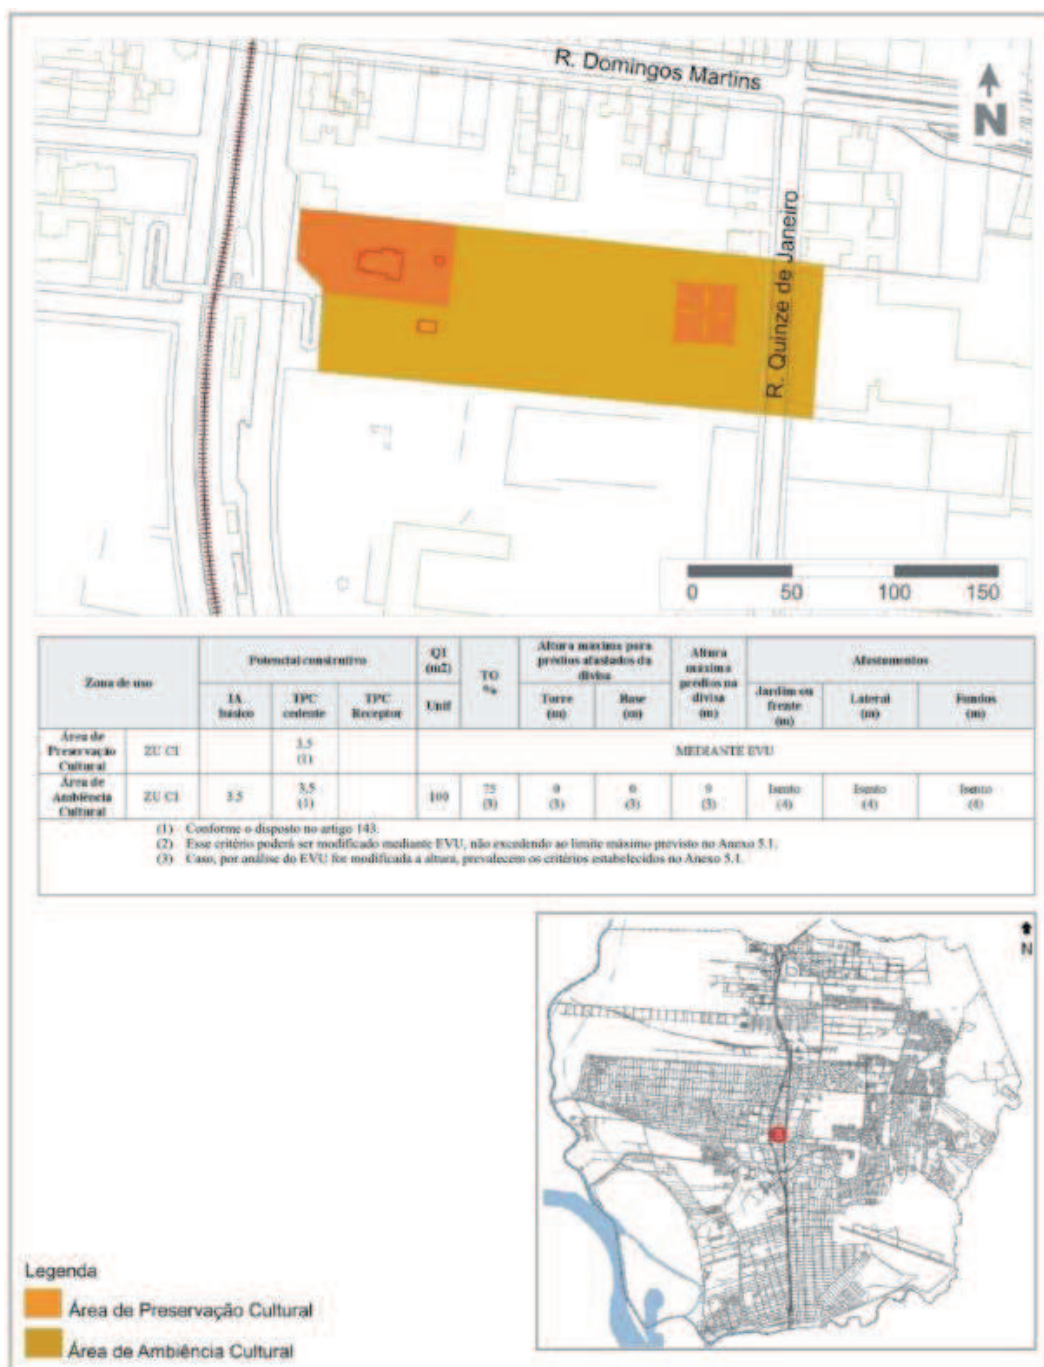 R. Domingos Martins
N
R. Quinze de Janeiro
0 50 100 150
Zona de uso
Potencial construtivo
QI (m2)
TO %
Altura máxima para prédios afastados da divisa
Altura máxima prédios na divisa (m)
Afastamentos
IA básico
TPC cedente
TPC Receptor
Unif
Torre (m)
Base (m)
Jardim ou frente (m)
Lateral (m)
Fundos (m)
Área de Preservação Cultural ZU C1 3.5 (1) MEDIANTE EVU
Área de Ambiência Cultural ZU C1 3.5 3,5 (1) 100 75 (3) 0 (3) 0 (3) 9 (3) Isento (4) Isento (4) Isento (4)
(1) Conforme o disposto no artigo 143.
(2) Esse critério poderá ser modificado mediante EVU, não excedendo ao limite máximo previsto no Anexo 5.1.
(3) Caso, por análise do EVU for modificada a altura, prevalecem os critérios estabelecidos no Anexo 5.1.
N
Legenda
Área de Preservação Cultural
Área de Ambiência Cultural